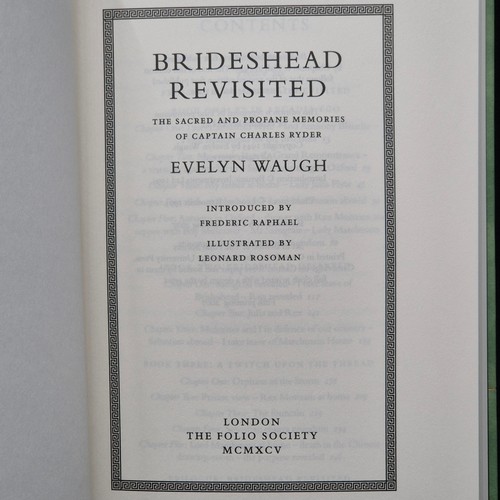 BRIDESHEAD
REVISITED
THE SACRED AND PROFANE MEMORIES
OF CAPTAIN CHARLES RYDER
EVELYN WAUGH
INTRODUCED BY
FREDERIC RAPHAEL
ILLUSTRATED BY
LEONARD ROSOMAN
LONDON
THE FOLIO SOCIETY
MCMXCV